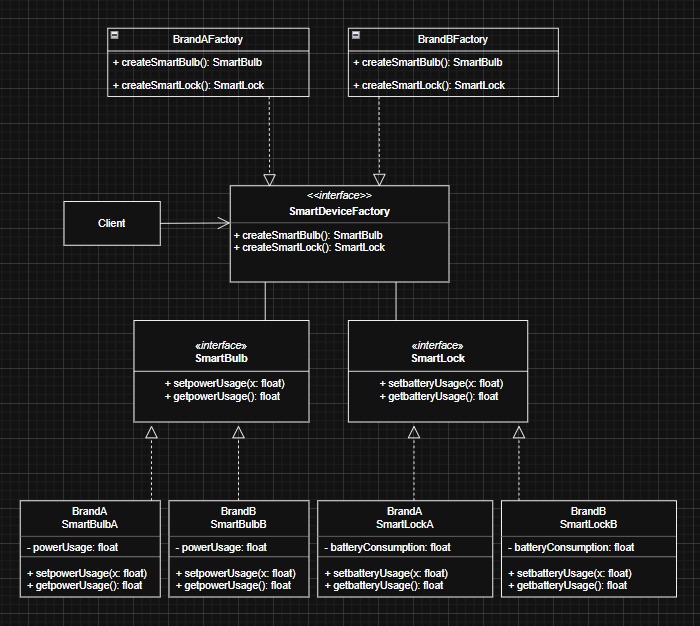 BrandAFactory
+ createSmartBulb(): SmartBulb
+ createSmartLock(): SmartLock
BrandBFactory
+ createSmartBulb(): SmartBulb
+ createSmartLock(): SmartLock
<<interface>>
SmartDeviceFactory
+ createSmartBulb(): SmartBulb
+ createSmartLock(): SmartLock
Client
«interface»
SmartBulb
+ setpowerUsage(x: float)
+ getpowerUsage(): float
«interface»
SmartLock
+ setbatteryUsage(x: float)
+ getbatteryUsage(): float
BrandA
SmartBulbA
- powerUsage: float
+ setpowerUsage(x: float)
+ getpowerUsage(): float
BrandB
SmartBulbB
- powerUsage: float
+ setpowerUsage(x: float)
+ getpowerUsage(): float
BrandA
SmartLockA
- batteryConsumption: float
+ setbatteryUsage(x: float)
+ getbatteryUsage(): float
BrandB
SmartLockB
- batteryConsumption: float
+ setbatteryUsage(x: float)
+ getbatteryUsage(): float